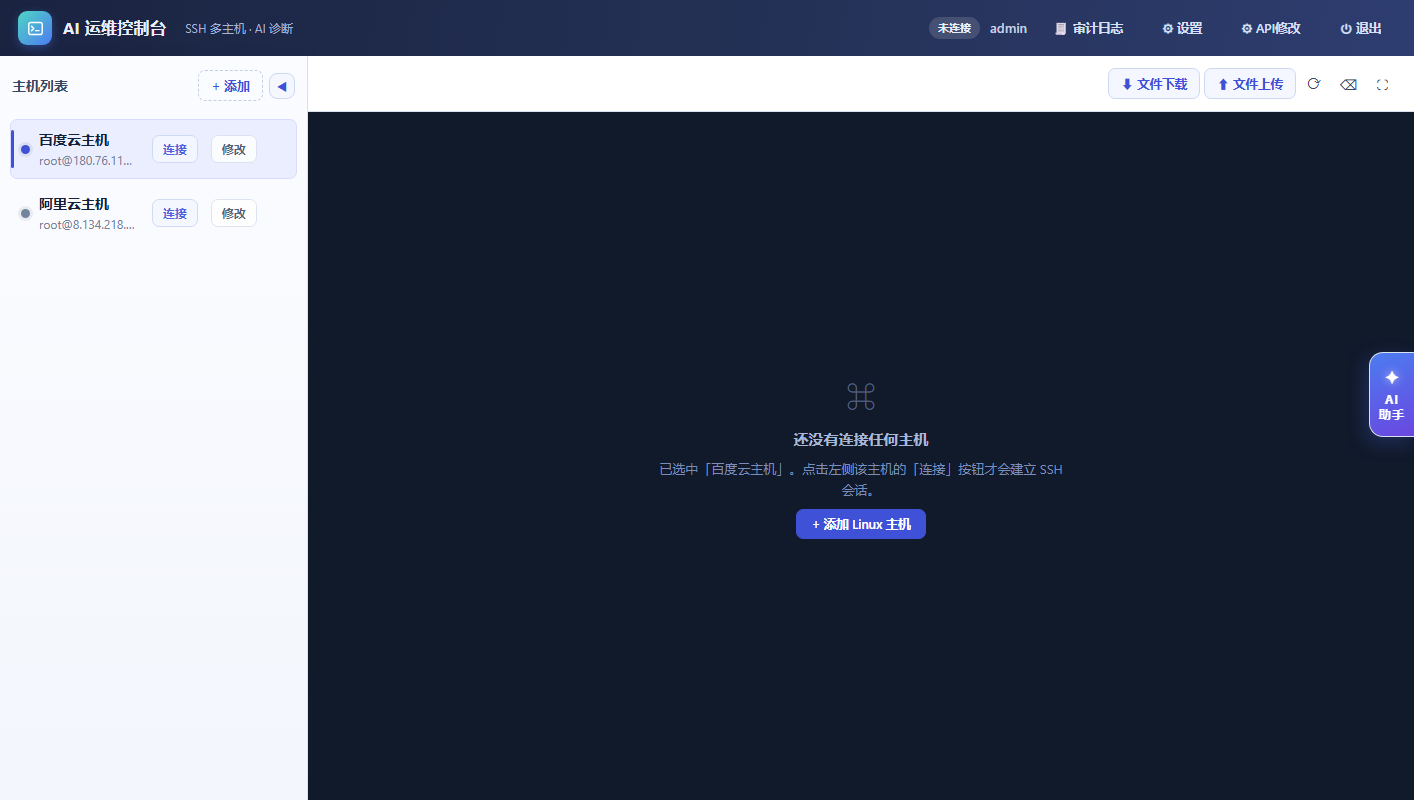 AI 运维控制台 SSH 多主机 · AI 诊断 未连接 admin 审计日志 设置 API修改 退出
主机列表 + 添加
文件下载 文件上传
百度云主机
root@180.76.11...
连接 修改
阿里云主机
root@8.134.218....
连接 修改
还没有连接任何主机
已选中「百度云主机」。点击左侧该主机的「连接」按钮才会建立 SSH
会话。
+ 添加 Linux 主机
AI
助手